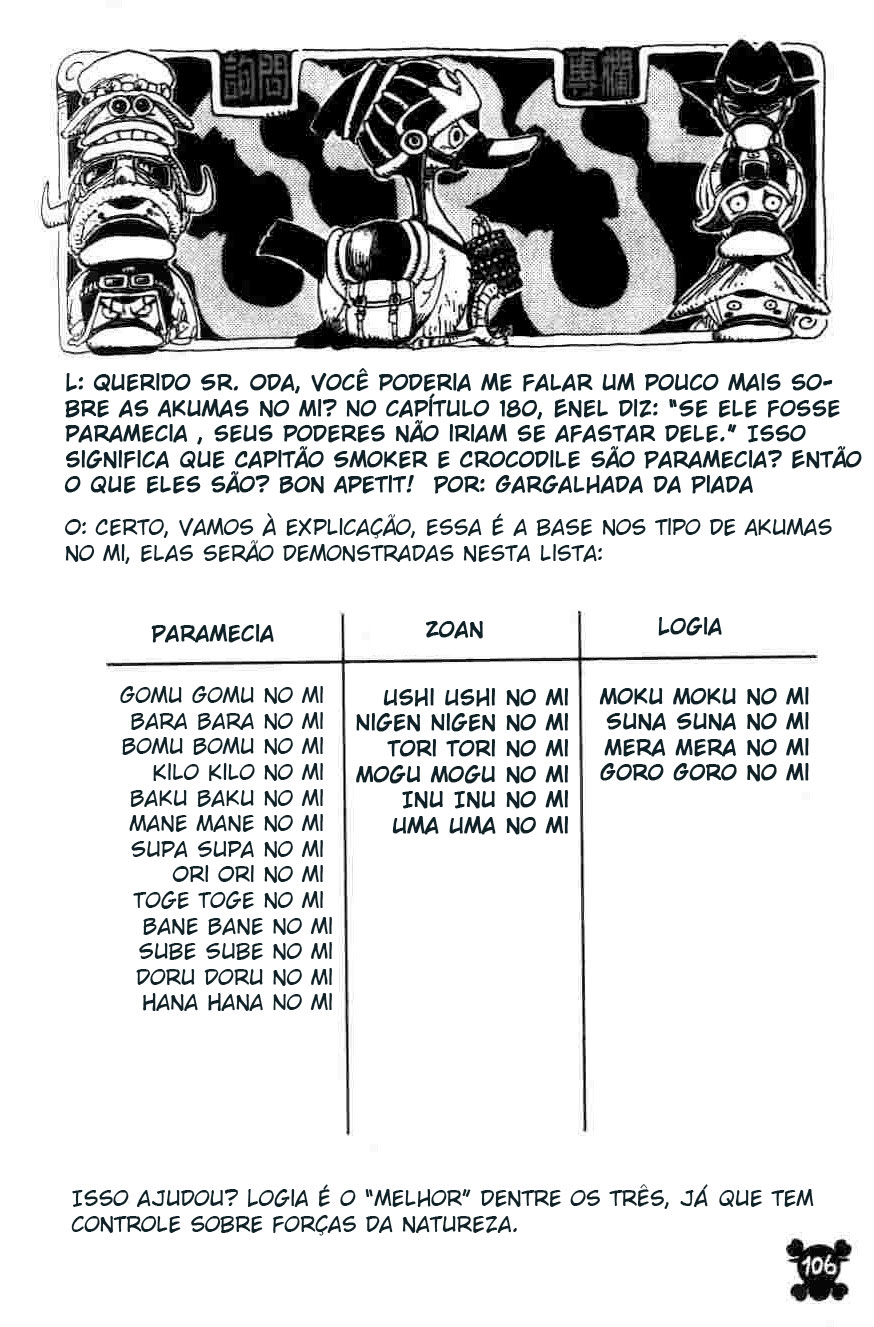 詢問
専欄
L: QUERIDO SR. ODA, VOCÊ PODERIA ME FALAR UM POUCO MAIS SO-
BRE AS AKUMAS NO MI? NO CAPÍTULO 180, ENEL DIZ: "SE ELE FOSSE
PARAMECIA , SEUS PODERES NÃO IRIAM SE AFASTAR DELE." ISSO
SIGNIFICA QUE CAPITÃO SMOKER E CROCODILE SÃO PARAMECIA? ENTÃO
O QUE ELES SÃO? BON APETIT! POR: GARGALHADA DA PIADA
O: CERTO, VAMOS À EXPLICAÇÃO, ESSA É A BASE NOS TIPO DE AKUMAS
NO MI, ELAS SERÃO DEMONSTRADAS NESTA LISTA:
PARAMECIA
GOMU GOMU NO MI
BARA BARA NO MI
BOMU BOMU NO MI
KILO KILO NO MI
BAKU BAKU NO MI
MANE MANE NO MI
SUPA SUPA NO MI
ORI ORI NO MI
TOGE TOGE NO MI
BANE BANE NO MI
SUBE SUBE NO MI
DORU DORU NO MI
HANA HANA NO MI
ZOAN
USHI USHI NO MI
NIGEN NIGEN NO MI
TORI TORI NO MI
MOGU MOGU NO MI
INU INU NO MI
UMA UMA NO MI
LOGIA
MOKU MOKU NO MI
SUNA SUNA NO MI
MERA MERA NO MI
GORO GORO NO MI
ISSO AJUDOU? LOGIA É O "MELHOR" DENTRE OS TRÊS, JÁ QUE TEM
CONTROLE SOBRE FORÇAS DA NATUREZA.
106